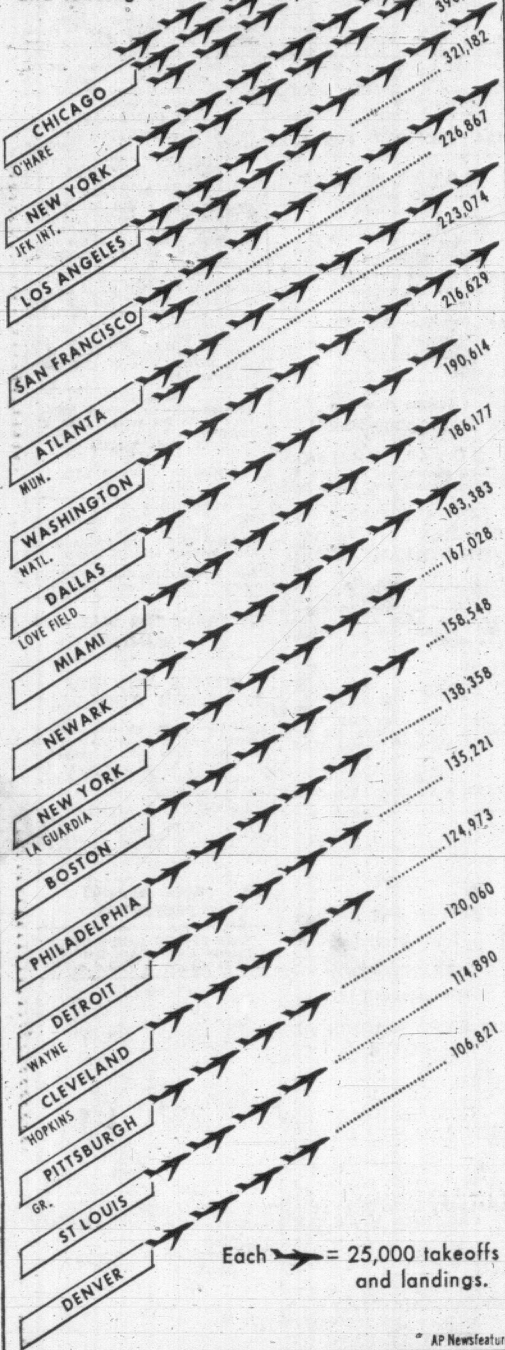 CHICAGO
O'HARE
321,182
NEW YORK
JFK INT.
226,867
LOS ANGELES
223,074
SAN FRANCISCO
216,629
ATLANTA
MUN.
190,614
WASHINGTON
NATL.
186,177
DALLAS
LOVE FIELD
183,383
MIAMI
167,028
NEWARK
158,548
NEW YORK
LA GUARDIA
138,358
BOSTON
135,221
PHILADELPHIA
124,973
DETROIT
WAYNE
120,060
CLEVELAND
HOPKINS
114,890
PITTSBURGH
GR.
106,821
ST LOUIS
DENVER
Each = 25,000 takeoffs
and landings.
AP Newsfeatur